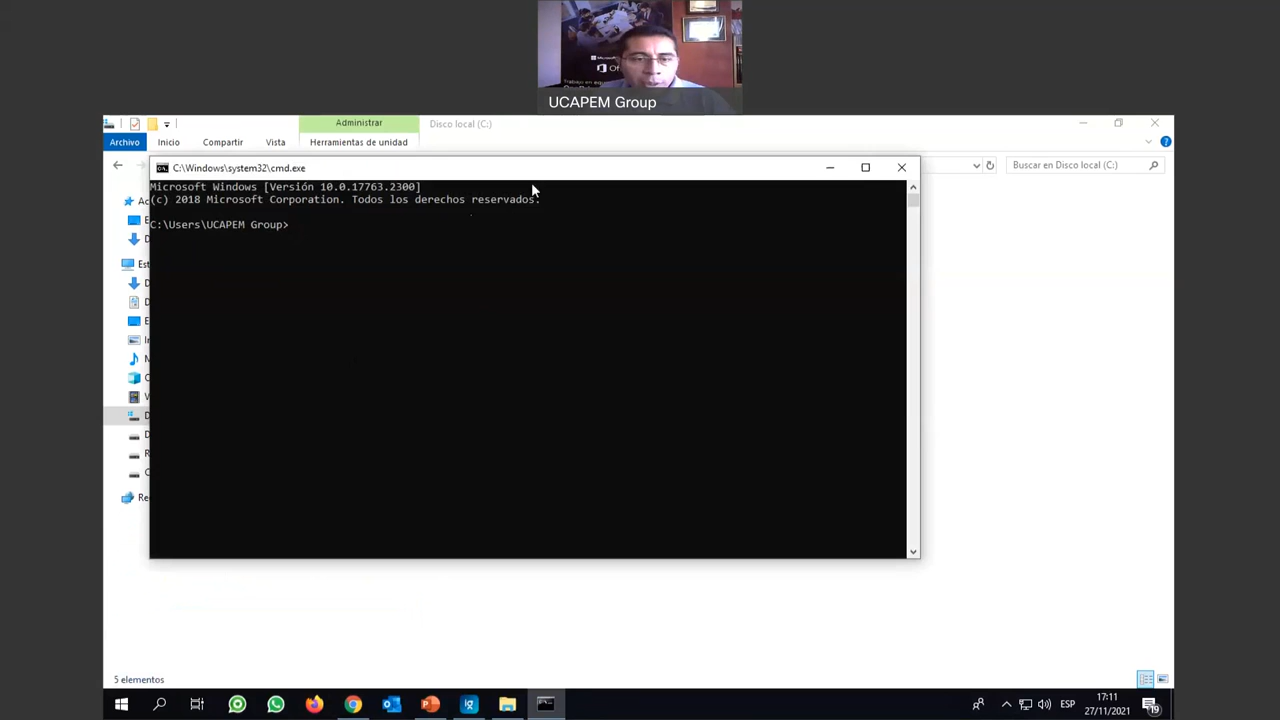 UCAPEM Group
Administrar
Disco local (C:)
Archivo
Inicio
Compartir
Vista
Herramientas de unidad
Buscar en Disco local (C:)
C:\Windows\system32\cmd.exe
Microsoft Windows [Versión 10.0.17763.2300]
(c) 2018 Microsoft Corporation. Todos los derechos reservados.
C:\Users\UCAPEM Group>
5 elementos
ESP
17:11
27/11/2021
19